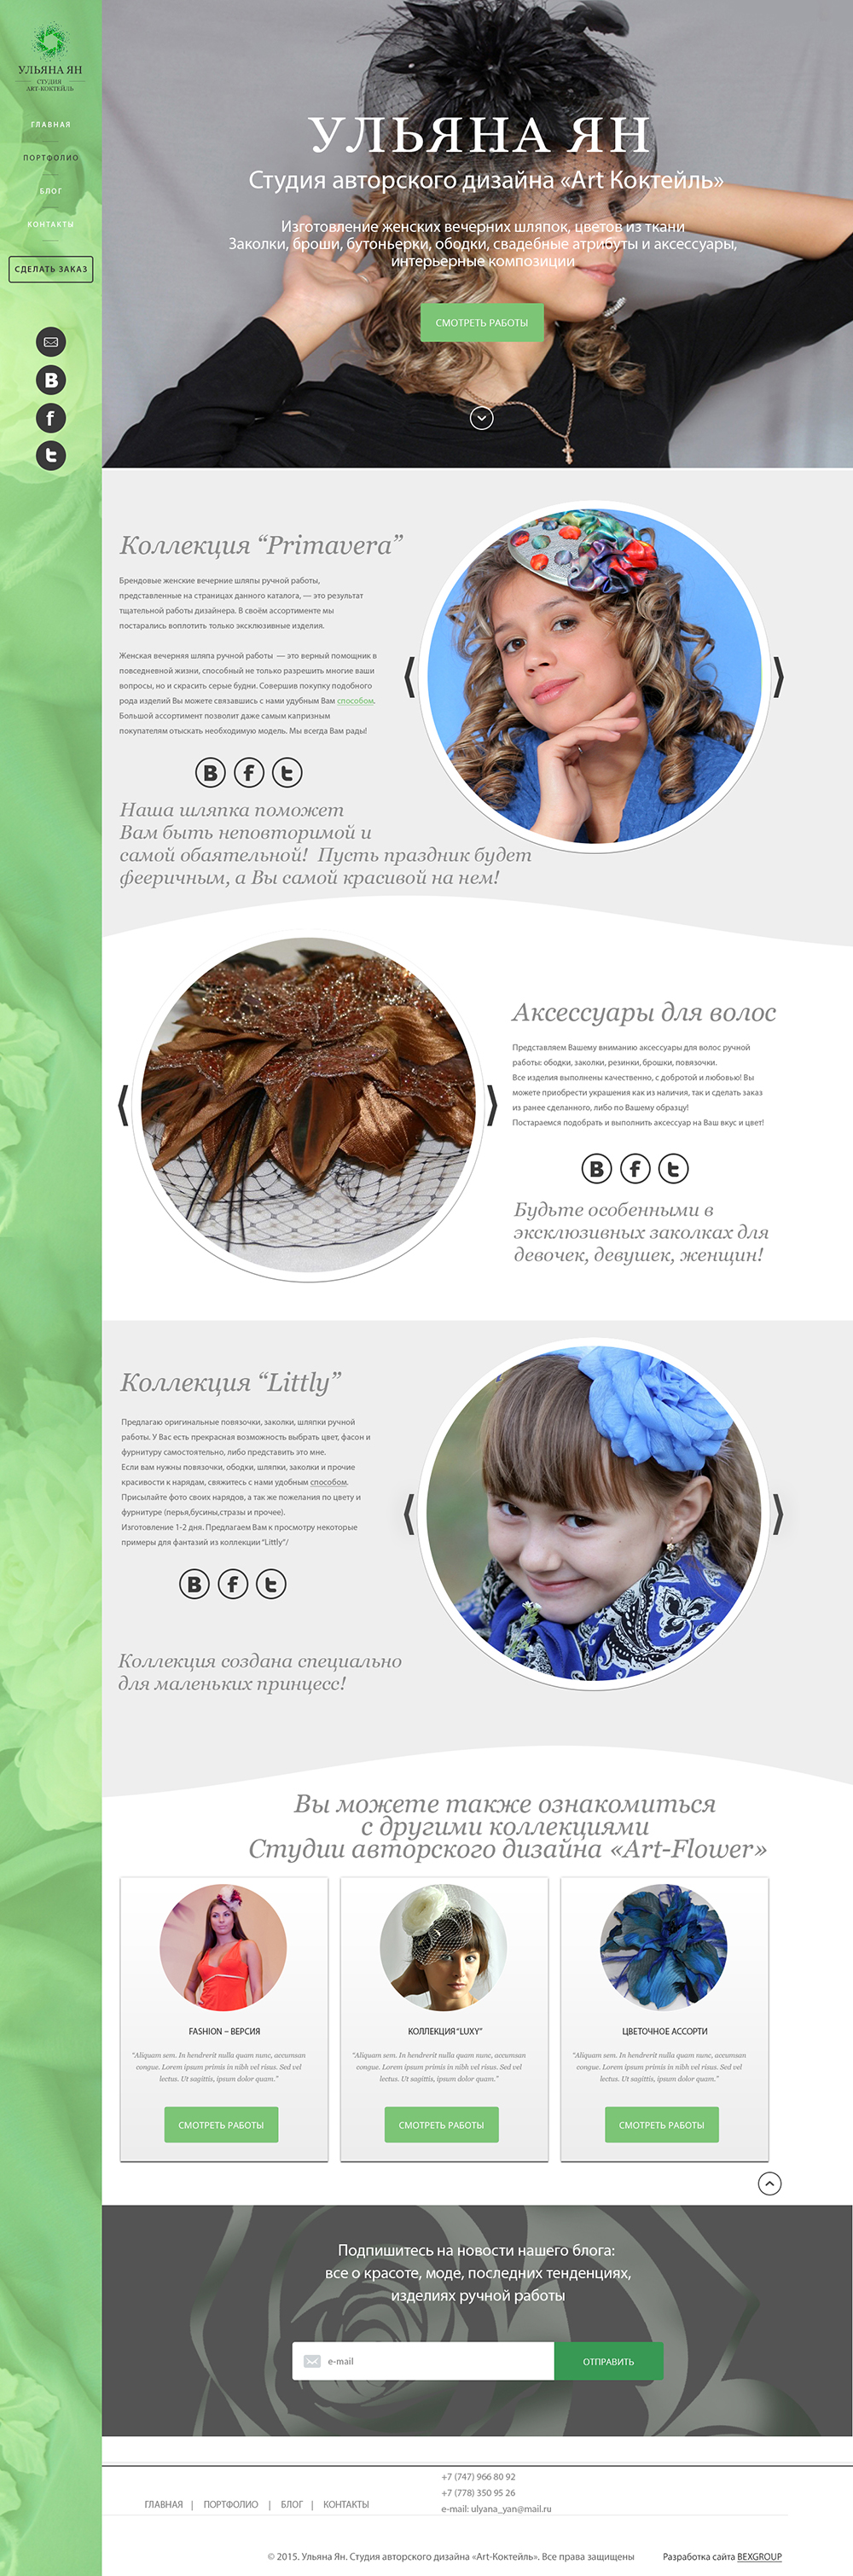 УЛЬЯНА ЯН
СТУДИЯ
АРТ-КОКТЕЙЛЬ
ГЛАВНАЯ
ПОРТФОЛИО
БЛОГ
КОНТАКТЫ
СДЕЛАТЬ ЗАКАЗ
УЛЬЯНА ЯН
Студия авторского дизайна «Art Коктейль»
Изготовление женских вечерних шляпок, цветов из ткани
Заколки, броши, бутоньерки, ободки, свадебные атрибуты и аксессуары,
интерьерные композиции
СМОТРЕТЬ РАБОТЫ
Коллекция “Primavera”
Брендовые женские вечерние шляпы ручной работы,
представленные на страницах данного каталога, — это результат
тщательной работы дизайнера. В своём ассортименте мы
постарались воплотить только эксклюзивные изделия.
Женская вечерняя шляпа ручной работы — это верный помощник в
повседневной жизни, способный не только разрешить многие ваши
вопросы, но и скрасить серые будни. Совершив покупку подобного
рода изделий Вы можете связавшись с нами удубным Вам способом.
Большой ассортимент позволит даже самым капризным
покупателям отыскать необходимую модель. Мы всегда Вам рады!
B f t
Наша шляпка поможет
Вам быть неповторимой и
самой обаятельной! Пусть праздник будет
фееричным, а Вы самой красивой на нем!
Аксессуары для волос
Представляем Вашему вниманию аксессуары для волос ручной
работы: ободки, заколки, резинки, брошки, повязочки.
Все изделия выполнены качественно, с добротой и любовью! Вы
можете приобрести украшения как из наличия, так и сделать заказ
из ранее сделанного, либо по Вашему образцу!
Постараемся подобрать и выполнить аксессуар на Ваш вкус и цвет!
B f t
Будьте особенными в
эксклюзивных заколках для
девочек, девушек, женщин!
Коллекция “Littly”
Предлагаю оригинальные повязочки, заколки, шляпки ручной
работы. У Вас есть прекрасная возможность выбрать цвет, фасон и
фурнитуру самостоятельно, либо представить это мне.
Если вам нужны повязочки, ободки, шляпки, заколки и прочие
красивости к нарядам, свяжитесь с нами удобным способом.
Присылайте фото своих нарядов, а так же пожелания по цвету и
фурнитуре (перья,бусины,стразы и прочее).
Изготовление 1-2 дня. Предлагаем Вам к просмотру некоторые
примеры для фантазий из коллекции “Littly”/
B f t
Коллекция создана специально
для маленьких принцесс!
Вы можете также ознакомиться
с другими коллекциями
Студии авторского дизайна «Art-Flower»
FASHION – ВЕРСИЯ
“Aliquam sem. In hendrerit nulla quam nunc, accumsan
congue. Lorem ipsum primis in nibh vel risus. Sed vel
lectus. Ut sagittis, ipsum dolor quam.”
СМОТРЕТЬ РАБОТЫ
КОЛЛЕКЦИЯ “LUXY”
“Aliquam sem. In hendrerit nulla quam nunc, accumsan
congue. Lorem ipsum primis in nibh vel risus. Sed vel
lectus. Ut sagittis, ipsum dolor quam.”
СМОТРЕТЬ РАБОТЫ
ЦВЕТОЧНОЕ АССОРТИ
“Aliquam sem. In hendrerit nulla quam nunc, accumsan
congue. Lorem ipsum primis in nibh vel risus. Sed vel
lectus. Ut sagittis, ipsum dolor quam.”
СМОТРЕТЬ РАБОТЫ
Подпишитесь на новости нашего блога:
все о красоте, моде, последних тенденциях,
изделиях ручной работы
e-mail
ОТПРАВИТЬ
+7 (747) 966 80 92
+7 (778) 350 95 26
e-mail: ulyana_yan@mail.ru
ГЛАВНАЯ | ПОРТФОЛИО | БЛОГ | КОНТАКТЫ
© 2015. Ульяна Ян. Студия авторского дизайна «Art-Коктейль». Все права защищены
Разработка сайта BEXGROUP